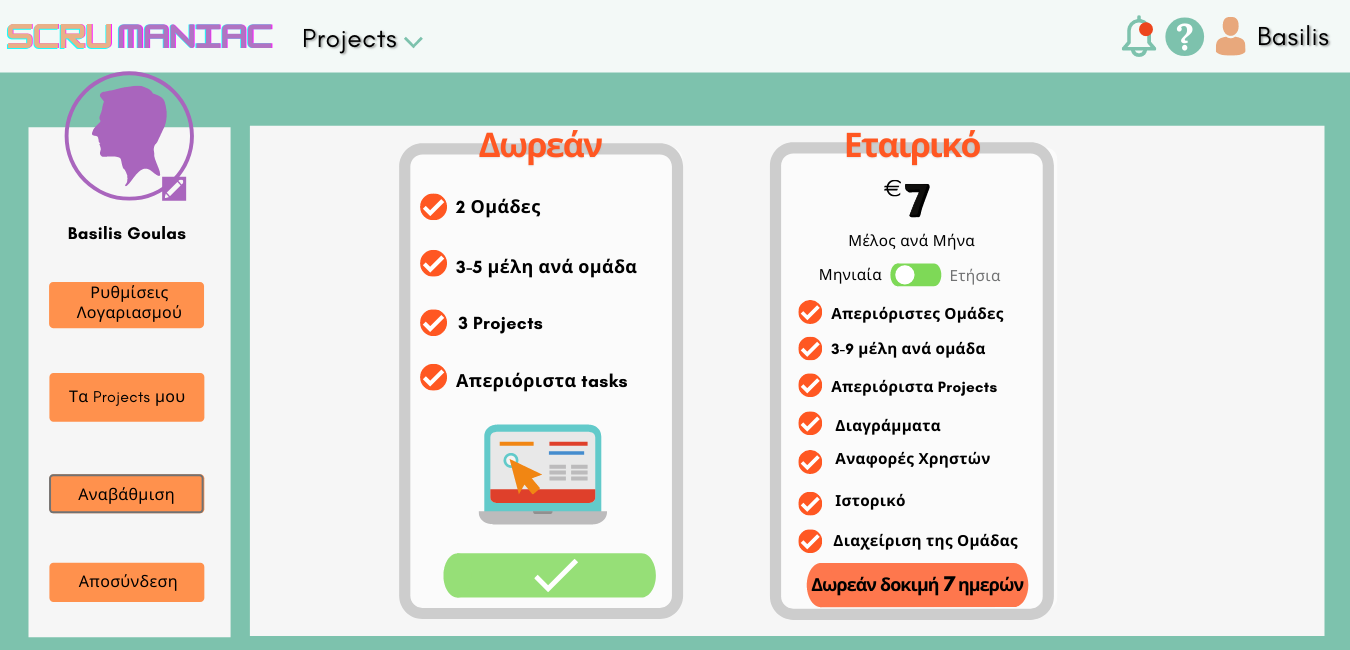 SCRUMANIAC
Projects
?
Basilis
Basilis Goulas
Ρυθμίσεις
Λογαριασμού
Τα Projects μου
Αναβάθμιση
Αποσύνδεση
Δωρεάν
2 Ομάδες
3-5 μέλη ανά ομάδα
3 Projects
Απεριόριστα tasks
Εταιρικό
€7
Μέλος ανά Μήνα
Μηνιαία Ετήσια
Απεριόριστες Ομάδες
3-9 μέλη ανά ομάδα
Απεριόριστα Projects
Διαγράμματα
Αναφορές Χρηστών
Ιστορικό
Διαχείριση της Ομάδας
Δωρεάν δοκιμή 7 ημερών